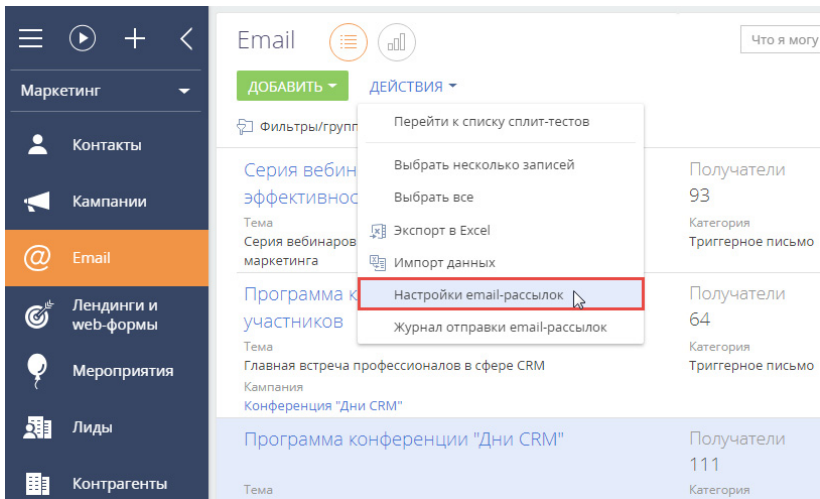 Email
Что я могу
Маркетинг
ДОБАВИТЬ
ДЕЙСТВИЯ
Фильтры/групп
Перейти к списку сплит-тестов
Выбрать несколько записей
Выбрать все
Экспорт в Excel
Импорт данных
Настройки email-рассылок
Журнал отправки email-рассылок
Контакты
Кампании
Email
Лендинги и
web-формы
Мероприятия
Лиды
Контрагенты
Серия вебин
эффективнос
Тема
Серия вебинаров
маркетинга
Получатели
93
Категория
Триггерное письмо
Программа к
участников
Тема
Главная встреча профессионалов в сфере CRM
Кампания
Конференция "Дни CRM"
Получатели
64
Категория
Триггерное письмо
Программа конференции "Дни CRM"
Тема
Получатели
111
Категория